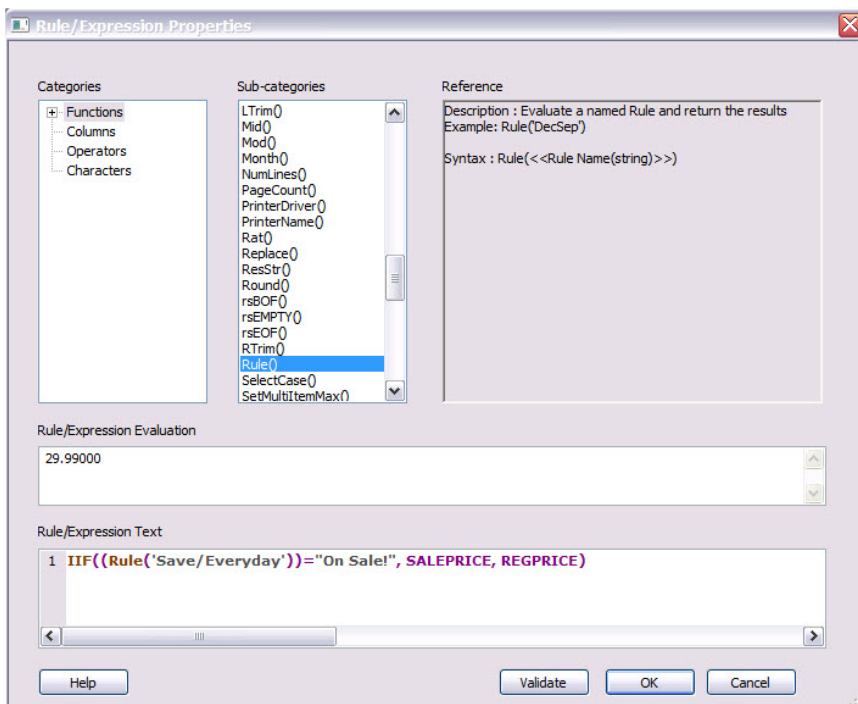 Rule/Expression Properties
Categories
Sub-categories
Reference
Functions
Columns
Operators
Characters
LTrim()
Mid()
Mod()
Month()
NumLines()
PageCount()
PrinterDriver()
PrinterName()
Rat()
Replace()
ResStr()
Round()
rsBOF()
rsEMPTY()
rsEOF()
RTrim()
Rule()
SelectCase()
SetMultiItemMax()
Description : Evaluate a named Rule and return the results
Example: Rule('DecSep')
Syntax : Rule(<<Rule Name(string)>>)
Rule/Expression Evaluation
29.99000
Rule/Expression Text
1 IIF((Rule('Save/Everyday'))="On Sale!", SALEPRICE, REGPRICE)
Help
Validate
OK
Cancel